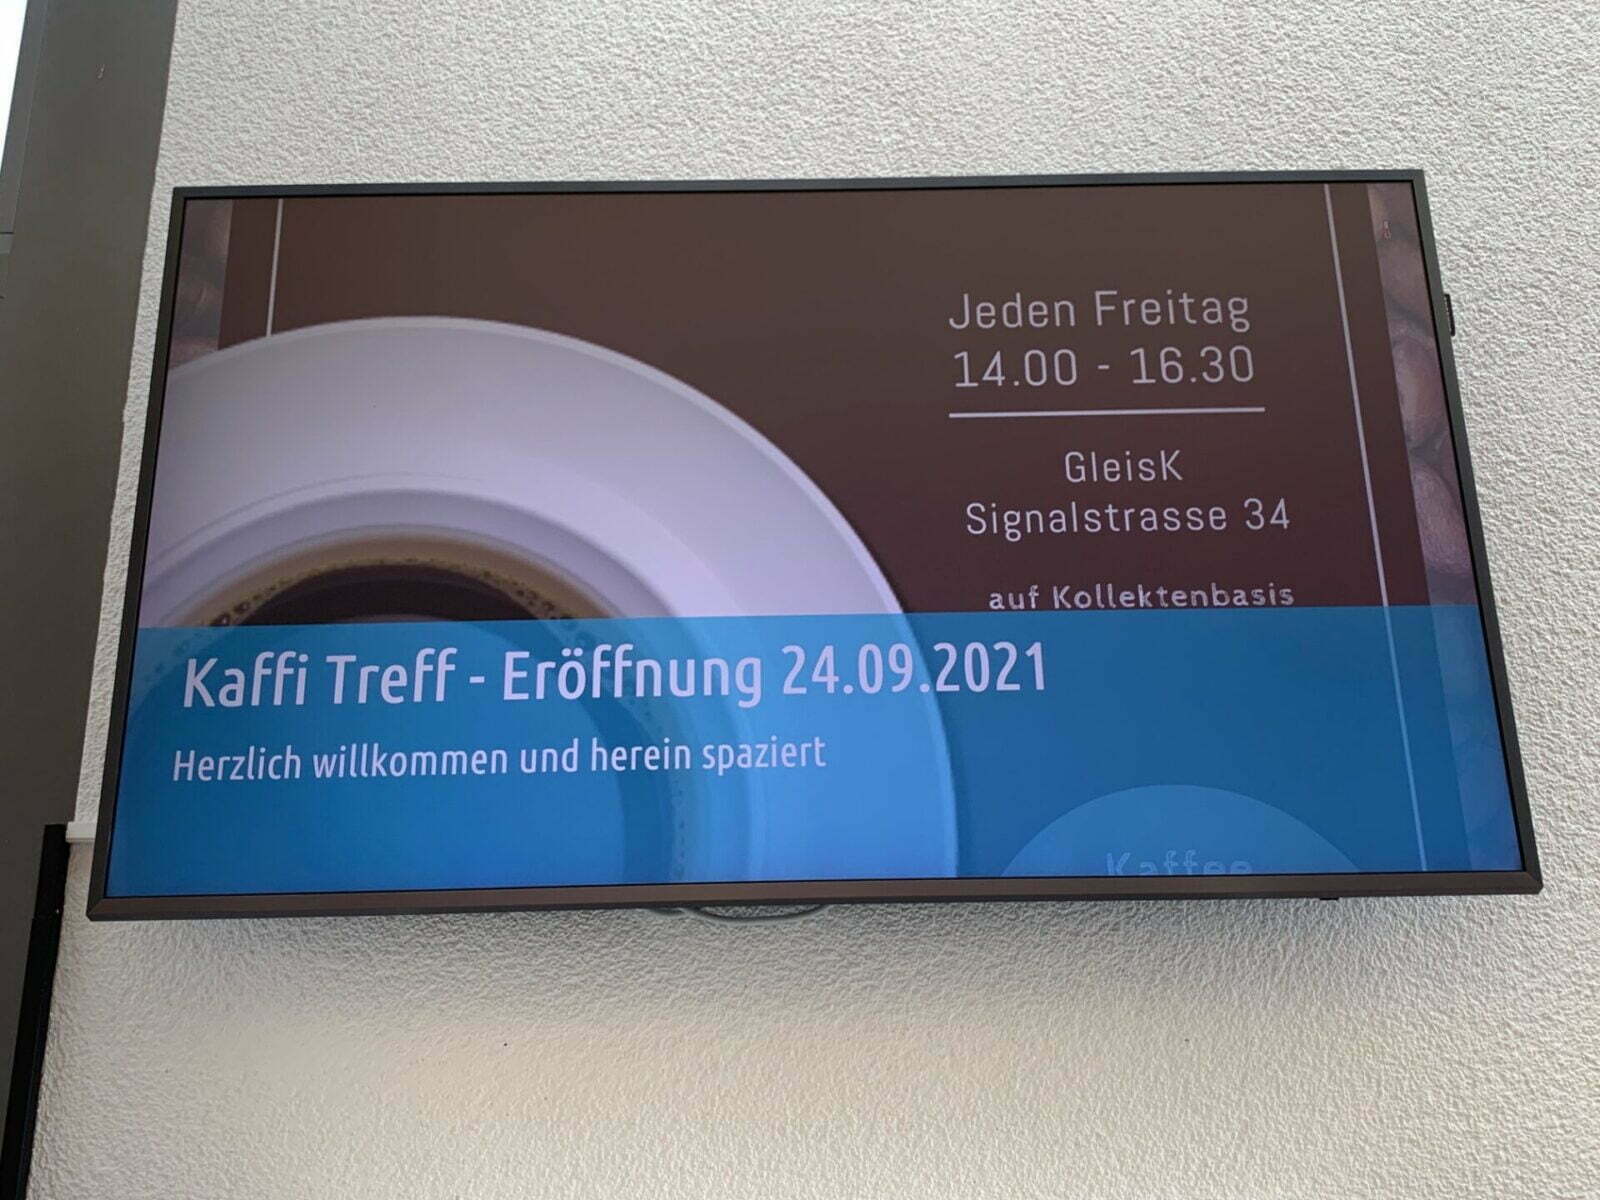 Jeden Freitag
14.00 - 16.30
GleisK
Signalstrasse 34
auf Kollektenbasis
Kaffi Treff - Eröffnung 24.09.2021
Herzlich willkommen und herein spaziert
Kaffee